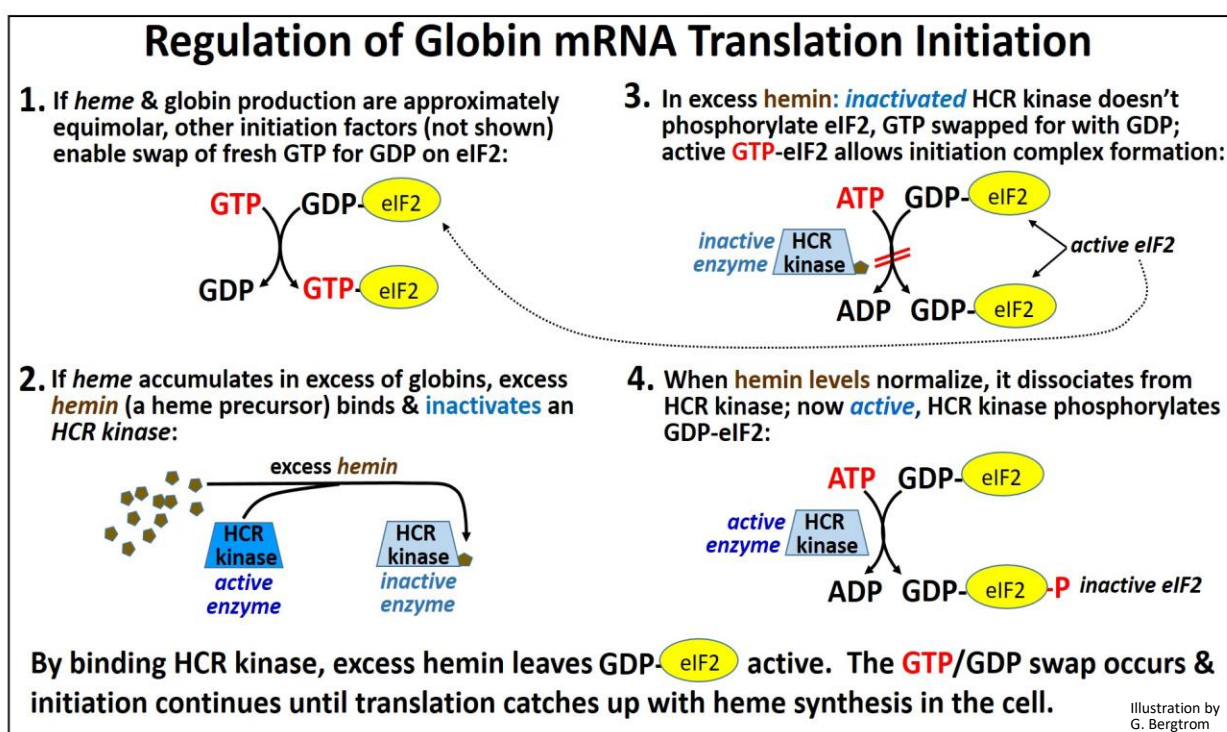 Regulation of Globin mRNA Translation Initiation
1. If heme & globin production are approximately
equimolar, other initiation factors (not shown)
enable swap of fresh GTP for GDP on eIF2:
GTP GDP- eIF2
GDP GTP- eIF2
2. If heme accumulates in excess of globins, excess
hemin (a heme precursor) binds & inactivates an
HCR kinase:
excess hemin
HCR
kinase
active
enzyme
HCR
kinase
inactive
enzyme
3. In excess hemin: inactivated HCR kinase doesn’t
phosphorylate eIF2, GTP swapped for with GDP;
active GTP-eIF2 allows initiation complex formation:
ATP GDP- eIF2
inactive
enzyme
HCR
kinase
active eIF2
ADP GDP- eIF2
4. When hemin levels normalize, it dissociates from
HCR kinase; now active, HCR kinase phosphorylates
GDP-eIF2:
ATP GDP- eIF2
active
enzyme
HCR
kinase
ADP GDP- eIF2 -P inactive eIF2
By binding HCR kinase, excess hemin leaves GDP- eIF2 active. The GTP/GDP swap occurs &
initiation continues until translation catches up with heme synthesis in the cell.
Illustration by
G. Bergtrom